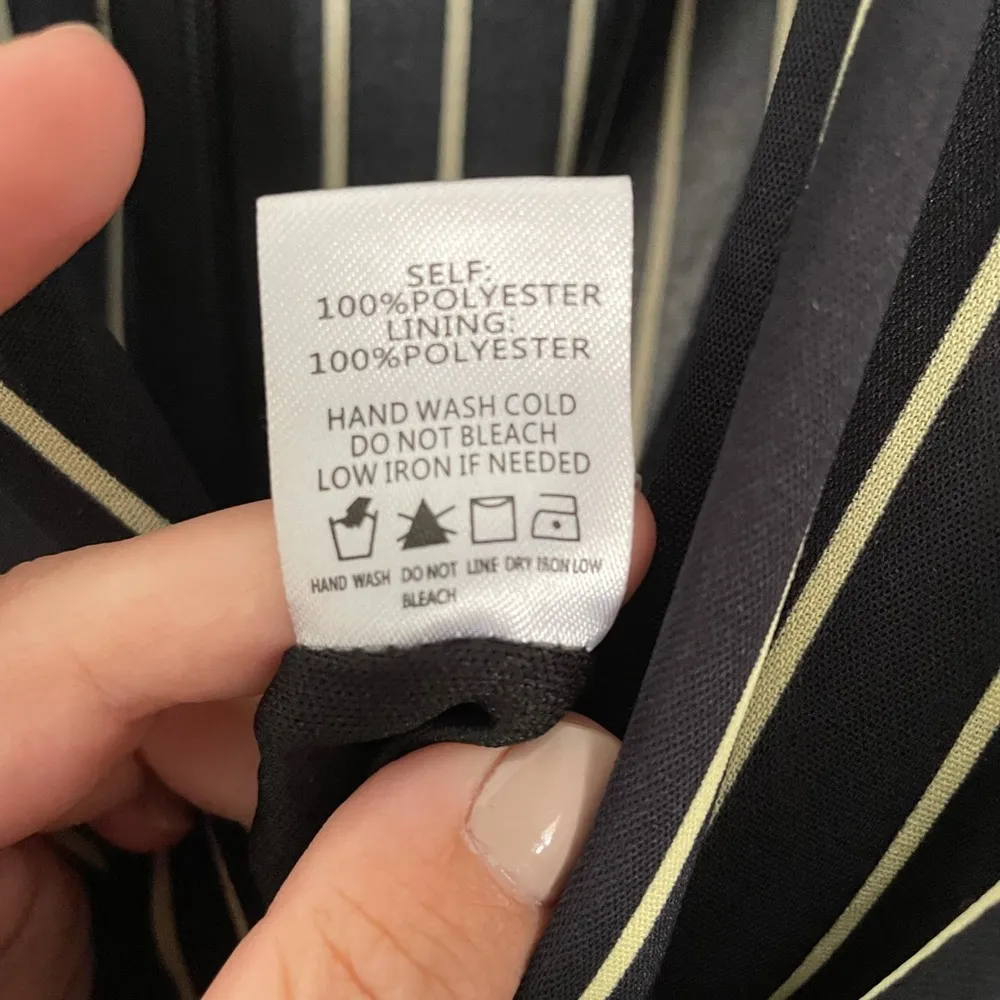 SELF:
100%POLYESTER
LINING:
100%POLYESTER
HAND WASH COLD
DO NOT BLEACH
LOW IRON IF NEEDED
HAND WASH DO NOT LINE DRY IRON LOW
BLEACH